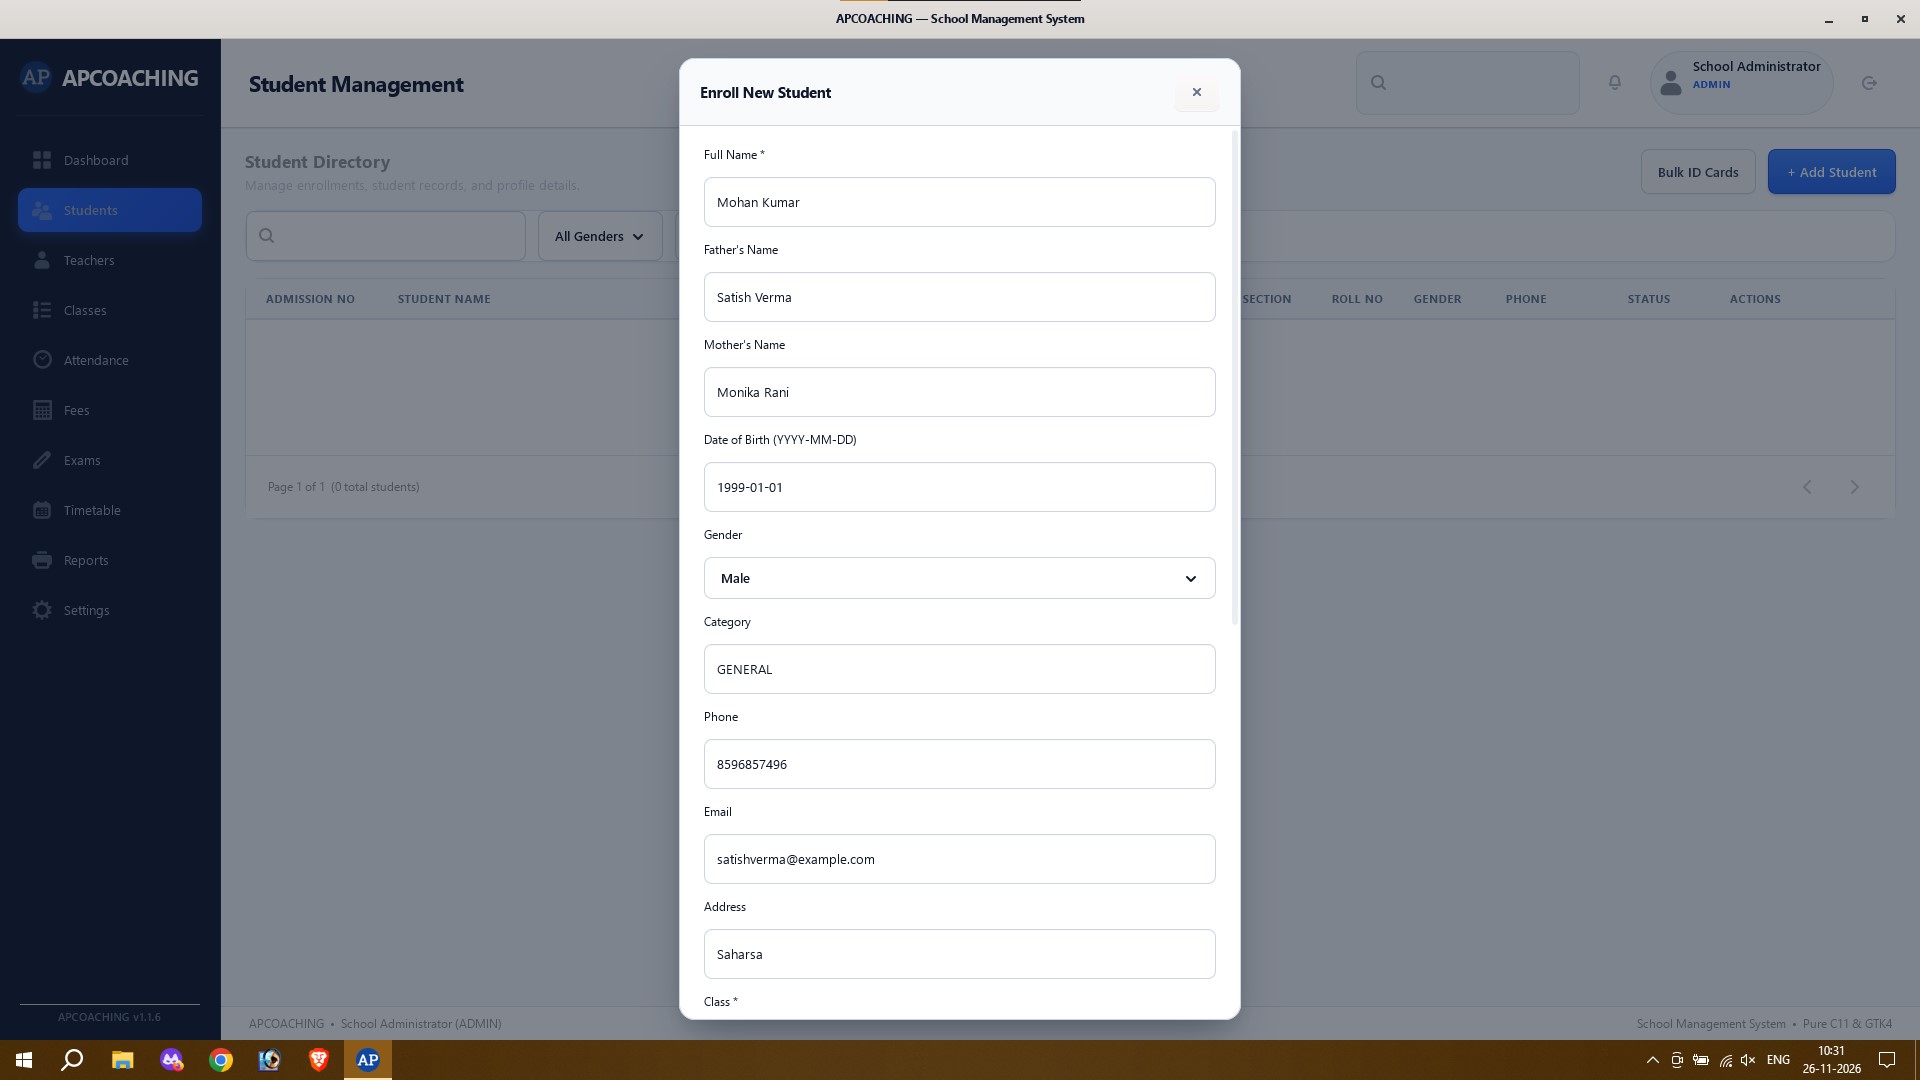 APCOACHING — School Management System
AP APCOACHING
Dashboard
Students
Teachers
Classes
Attendance
Fees
Exams
Timetable
Reports
Settings
APCOACHING v1.1.6
Student Management
School Administrator
ADMIN
Student Directory
Manage enrollments, student records, and profile details.
Bulk ID Cards
+ Add Student
All Genders
ADMISSION NO STUDENT NAME SECTION ROLL NO GENDER PHONE STATUS ACTIONS
Page 1 of 1 (0 total students)
Enroll New Student
Full Name *
Mohan Kumar
Father's Name
Satish Verma
Mother's Name
Monika Rani
Date of Birth (YYYY-MM-DD)
1999-01-01
Gender
Male
Category
GENERAL
Phone
8596857496
Email
satishverma@example.com
Address
Saharsa
Class *
APCOACHING • School Administrator (ADMIN)
School Management System • Pure C11 & GTK4
AP
ENG
10:31
26-11-2026